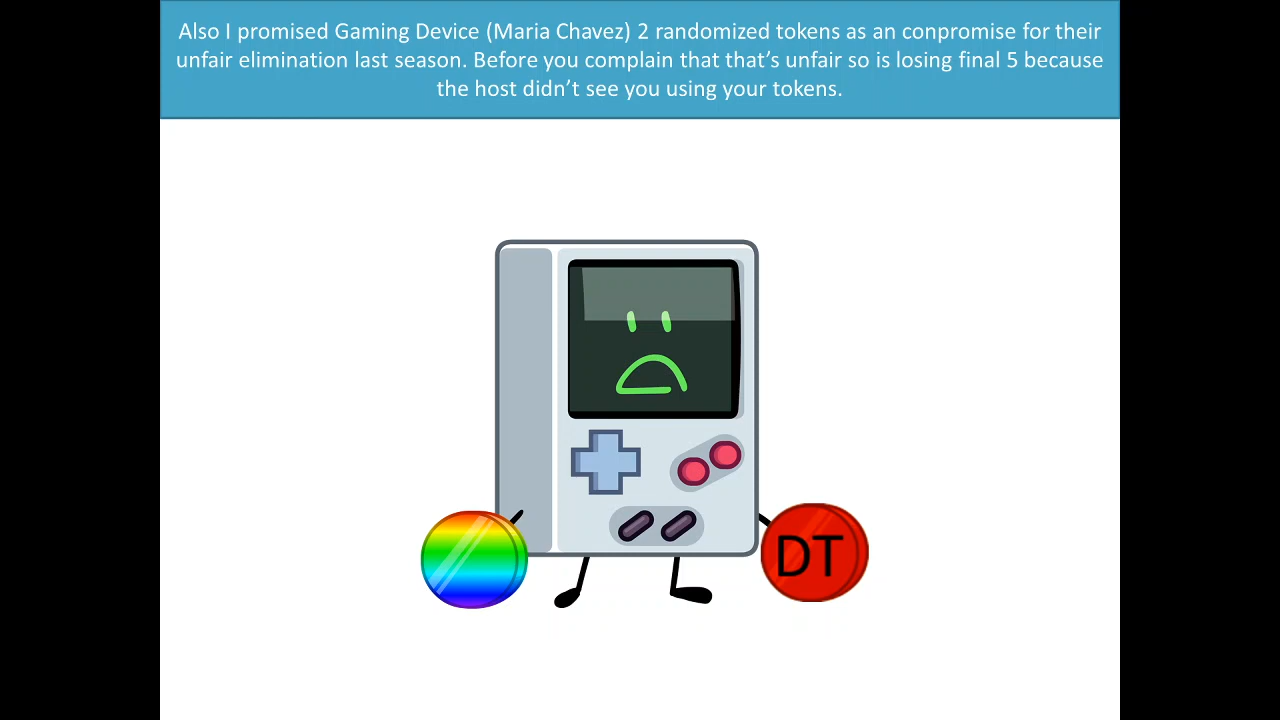 Also I promised Gaming Device (Maria Chavez) 2 randomized tokens as an conpromise for their
unfair elimination last season. Before you complain that that’s unfair so is losing final 5 because
the host didn’t see you using your tokens.
DT